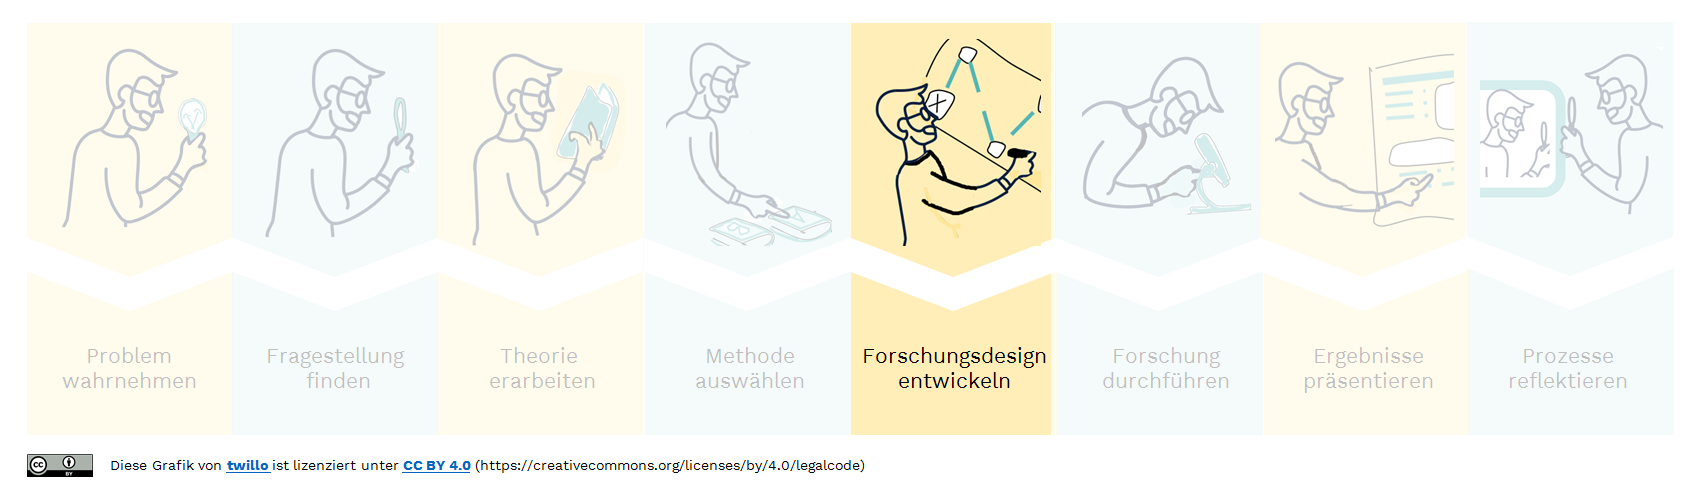 Problem
wahrnehmen
Fragestellung
finden
Theorie
erarbeiten
Methode
auswählen
Forschungsdesign
entwickeln
Forschung
durchführen
Ergebnisse
präsentieren
Prozesse
reflektieren
cc BY Diese Grafik von twillo ist lizenziert unter CC BY 4.0 (https://creativecommons.org/licenses/by/4.0/legalcode)